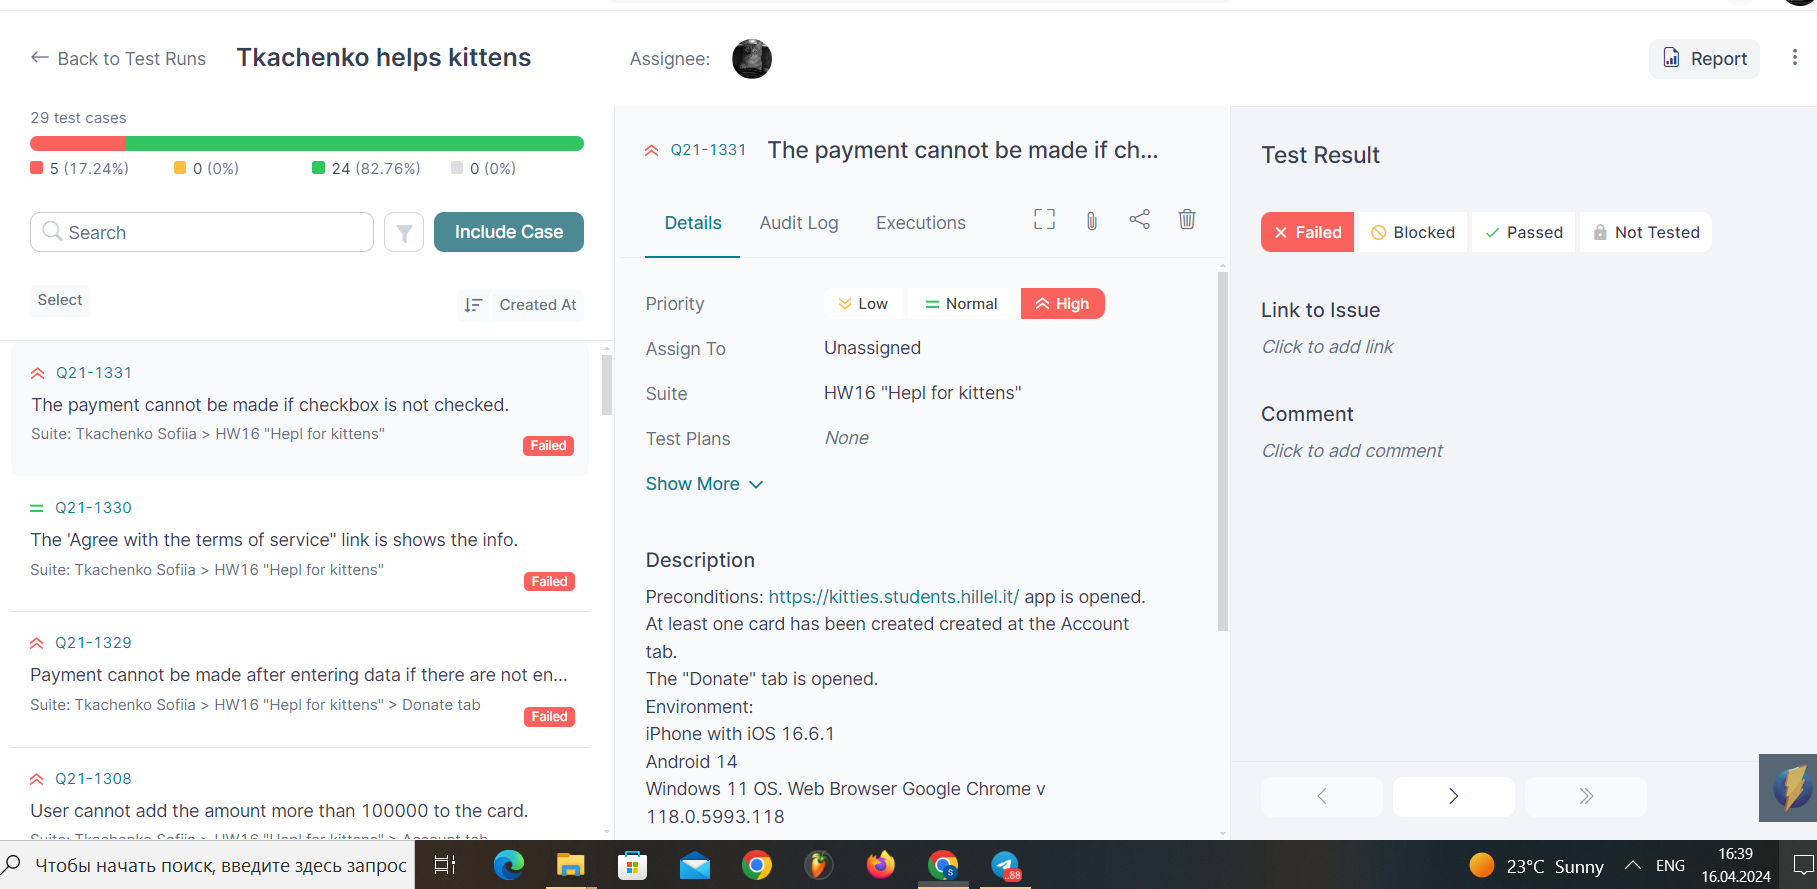 Back to Test Runs
Tkachenko helps kittens
Assignee:
Report
29 test cases
5 (17.24%)
0 (0%)
24 (82.76%)
0 (0%)
Search
Include Case
Select
Created At
Q21-1331
The payment cannot be made if checkbox is not checked.
Suite: Tkachenko Sofiia > HW16 "Hepl for kittens"
Failed
Q21-1330
The 'Agree with the terms of service" link is shows the info.
Suite: Tkachenko Sofiia > HW16 "Hepl for kittens"
Failed
Q21-1329
Payment cannot be made after entering data if there are not en...
Suite: Tkachenko Sofiia > HW16 "Hepl for kittens" > Donate tab
Failed
Q21-1308
User cannot add the amount more than 100000 to the card.
Suite: Tkachenko Sofiia > HW16 "Hepl for kittens" > Account tab
Q21-1331
The payment cannot be made if ch...
Details
Audit Log
Executions
Priority
Low
Normal
High
Assign To
Unassigned
Suite
HW16 "Hepl for kittens"
Test Plans
None
Show More
Description
Preconditions: https://kitties.students.hillel.it/ app is opened.
At least one card has been created created at the Account
tab.
The "Donate" tab is opened.
Environment:
iPhone with iOS 16.6.1
Android 14
Windows 11 OS. Web Browser Google Chrome v
118.0.5993.118
Test Result
Failed
Blocked
Passed
Not Tested
Link to Issue
Click to add link
Comment
Click to add comment
Чтобы начать поиск, введите здесь запрос
S
.88
23°C Sunny
ENG
16:39
16.04.2024